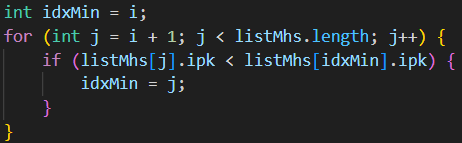 int idxMin = i;
for (int j = i + 1; j < listMhs.length; j++) {
    if (listMhs[j].ipk < listMhs[idxMin].ipk) {
        idxMin = j;
    }
}